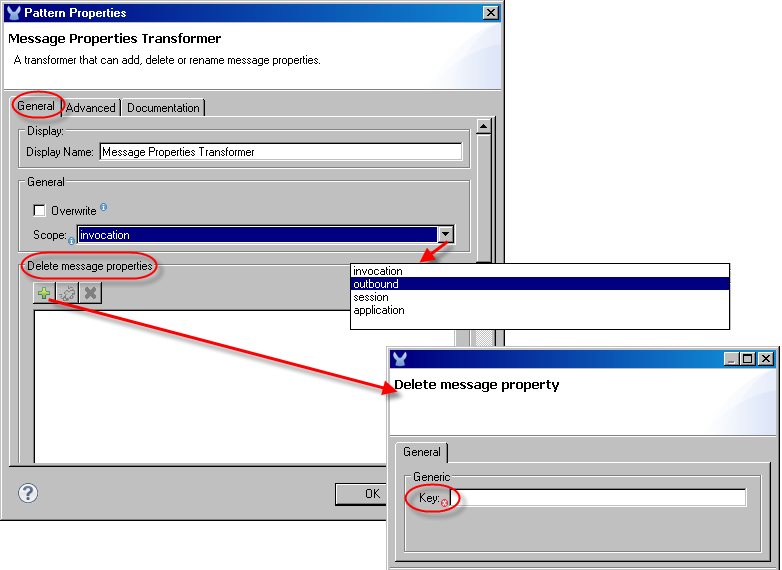 Pattern Properties
Message Properties Transformer
A transformer that can add, delete or rename message properties.
General Advanced Documentation
Display:
Display Name: Message Properties Transformer
General
Overwrite
Scope: invocation
Delete message properties
invocation
outbound
session
application
OK
Delete message property
General
Generic
Key: